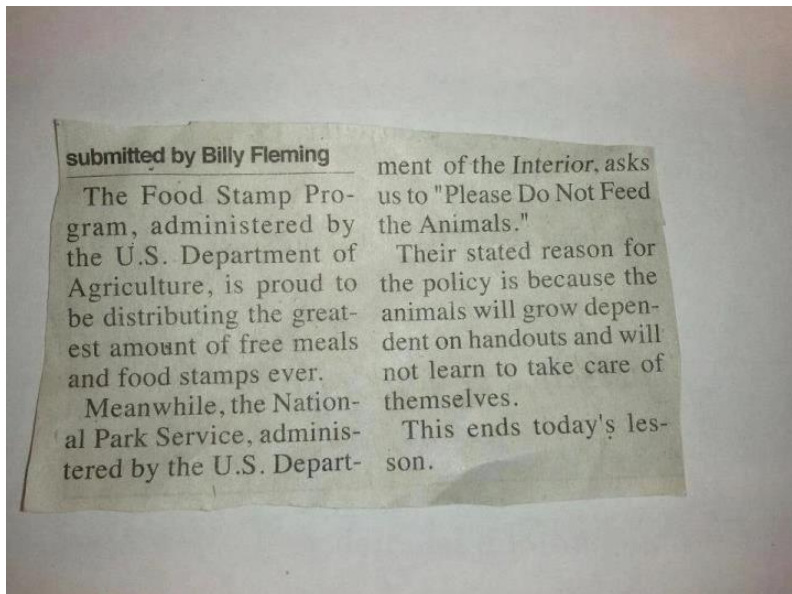 submitted by Billy Fleming
The Food Stamp Pro-
gram, administered by
the U.S. Department of
Agriculture, is proud to
be distributing the great-
est amount of free meals
and food stamps ever.
Meanwhile, the Nation-
al Park Service, adminis-
tered by the U.S. Depart-
ment of the Interior, asks
us to "Please Do Not Feed
the Animals."
Their stated reason for
the policy is because the
animals will grow depen-
dent on handouts and will
not learn to take care of
themselves.
This ends today's les-
son.